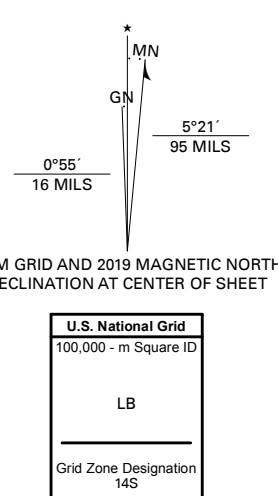 ★
MN
GN
5°21´
95 MILS
0°55´
16 MILS
M GRID AND 2019 MAGNETIC NORTH
ECLINATION AT CENTER OF SHEET
U.S. National Grid
100,000 - m Square ID
LB
Grid Zone Designation
14S